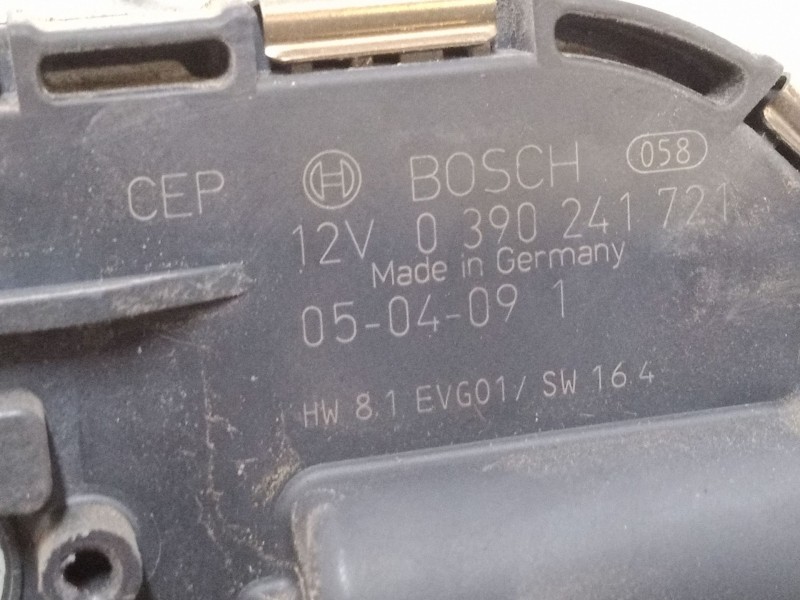 CEP BOSCH 058
12V 0 390 241 721
Made in Germany
05-04-09 1
HW 8.1 EVG01/ SW 16 4